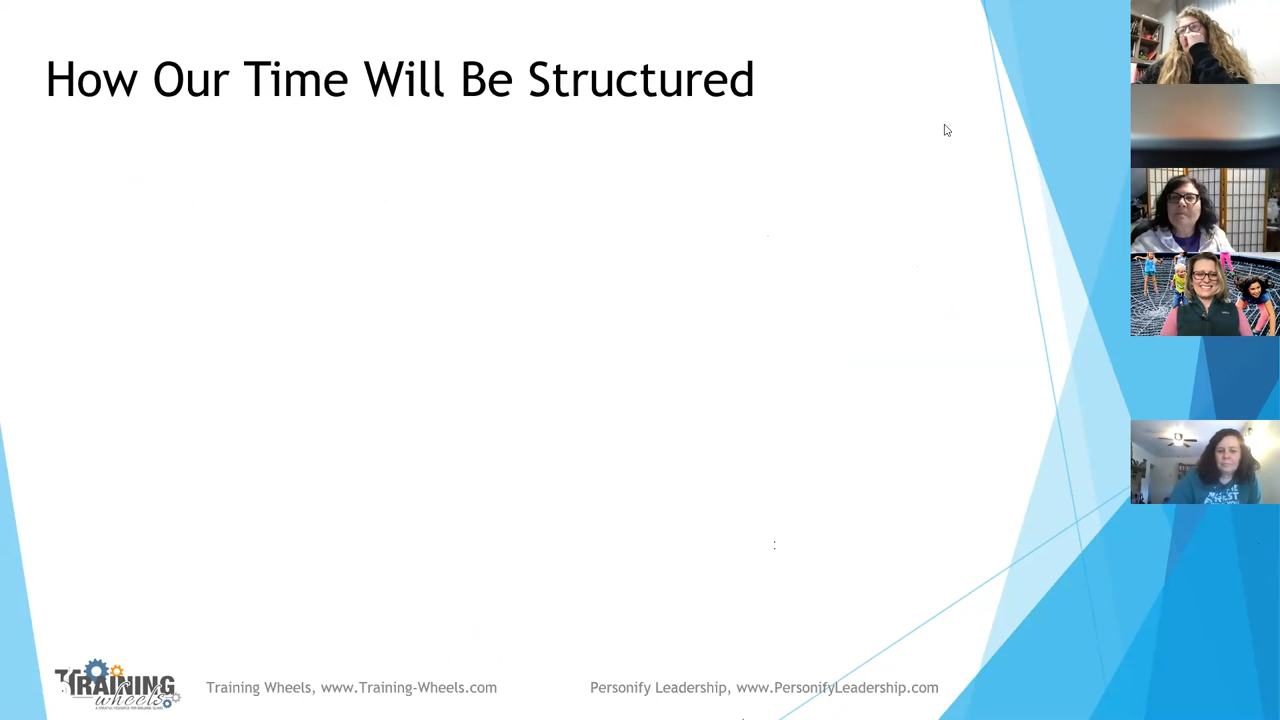 How Our Time Will Be Structured
:
TRAINING
wheels
Training Wheels, www.Training-Wheels.com
Personify Leadership, www.PersonifyLeadership.com